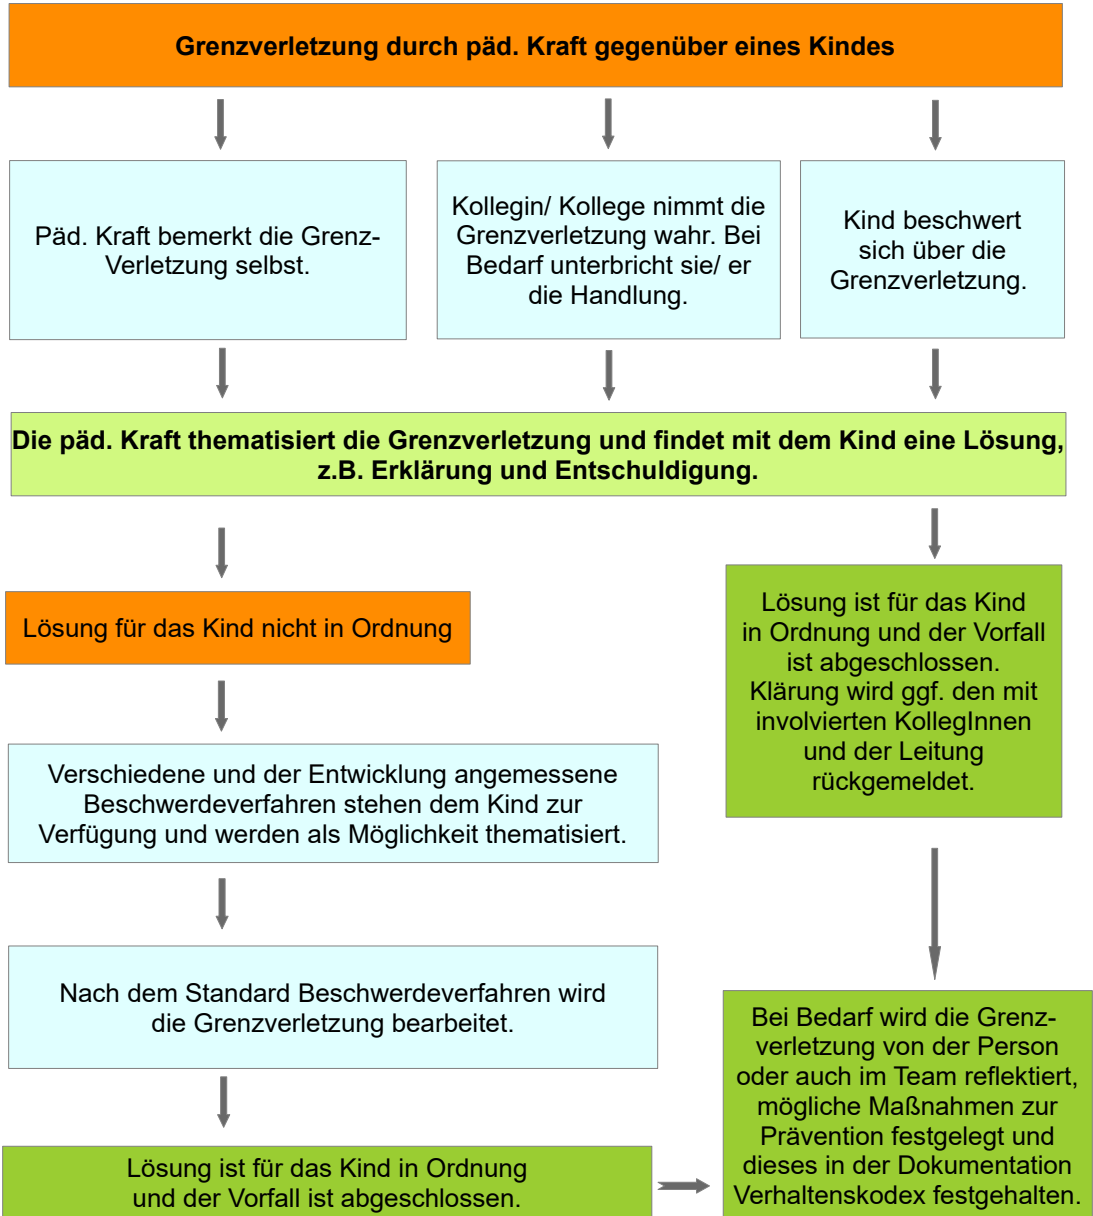 Grenzverletzung durch päd. Kraft gegenüber eines Kindes
Päd. Kraft bemerkt die Grenz-
Verletzung selbst.
Kollegin/ Kollege nimmt die
Grenzverletzung wahr. Bei
Bedarf unterbricht sie/ er
die Handlung.
Kind beschwert
sich über die
Grenzverletzung.
Die päd. Kraft thematisiert die Grenzverletzung und findet mit dem Kind eine Lösung,
z.B. Erklärung und Entschuldigung.
Lösung für das Kind nicht in Ordnung
Verschiedene und der Entwicklung angemessene
Beschwerdeverfahren stehen dem Kind zur
Verfügung und werden als Möglichkeit thematisiert.
Nach dem Standard Beschwerdeverfahren wird
die Grenzverletzung bearbeitet.
Lösung ist für das Kind in Ordnung
und der Vorfall ist abgeschlossen.
Lösung ist für das Kind
in Ordnung und der Vorfall
ist abgeschlossen.
Klärung wird ggf. den mit
involvierten KollegInnen
und der Leitung
rückgemeldet.
Bei Bedarf wird die Grenz-
verletzung von der Person
oder auch im Team reflektiert,
mögliche Maßnahmen zur
Prävention festgelegt und
dieses in der Dokumentation
Verhaltenskodex festgehalten.